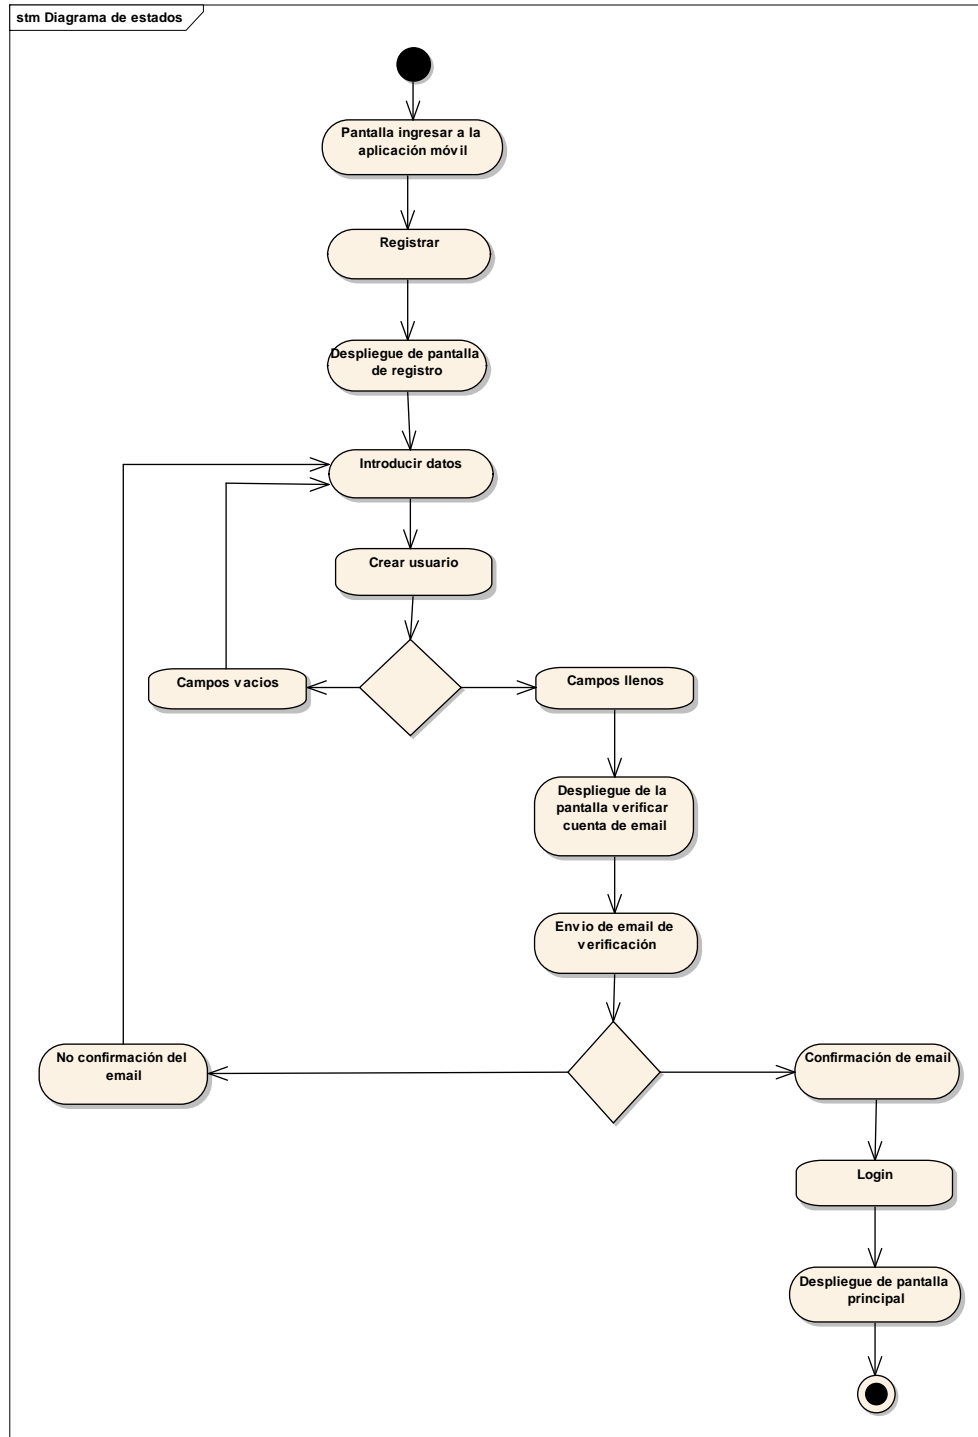 stm Diagrama de estados
Pantalla ingresar a la
aplicación móvil
Registrar
Despliegue de pantalla
de registro
Introducir datos
Crear usuario
Campos vacios
Campos llenos
Despliegue de la
pantalla verificar
cuenta de email
Envio de email de
verificación
No confirmación del
email
Confirmación de email
Login
Despliegue de pantalla
principal